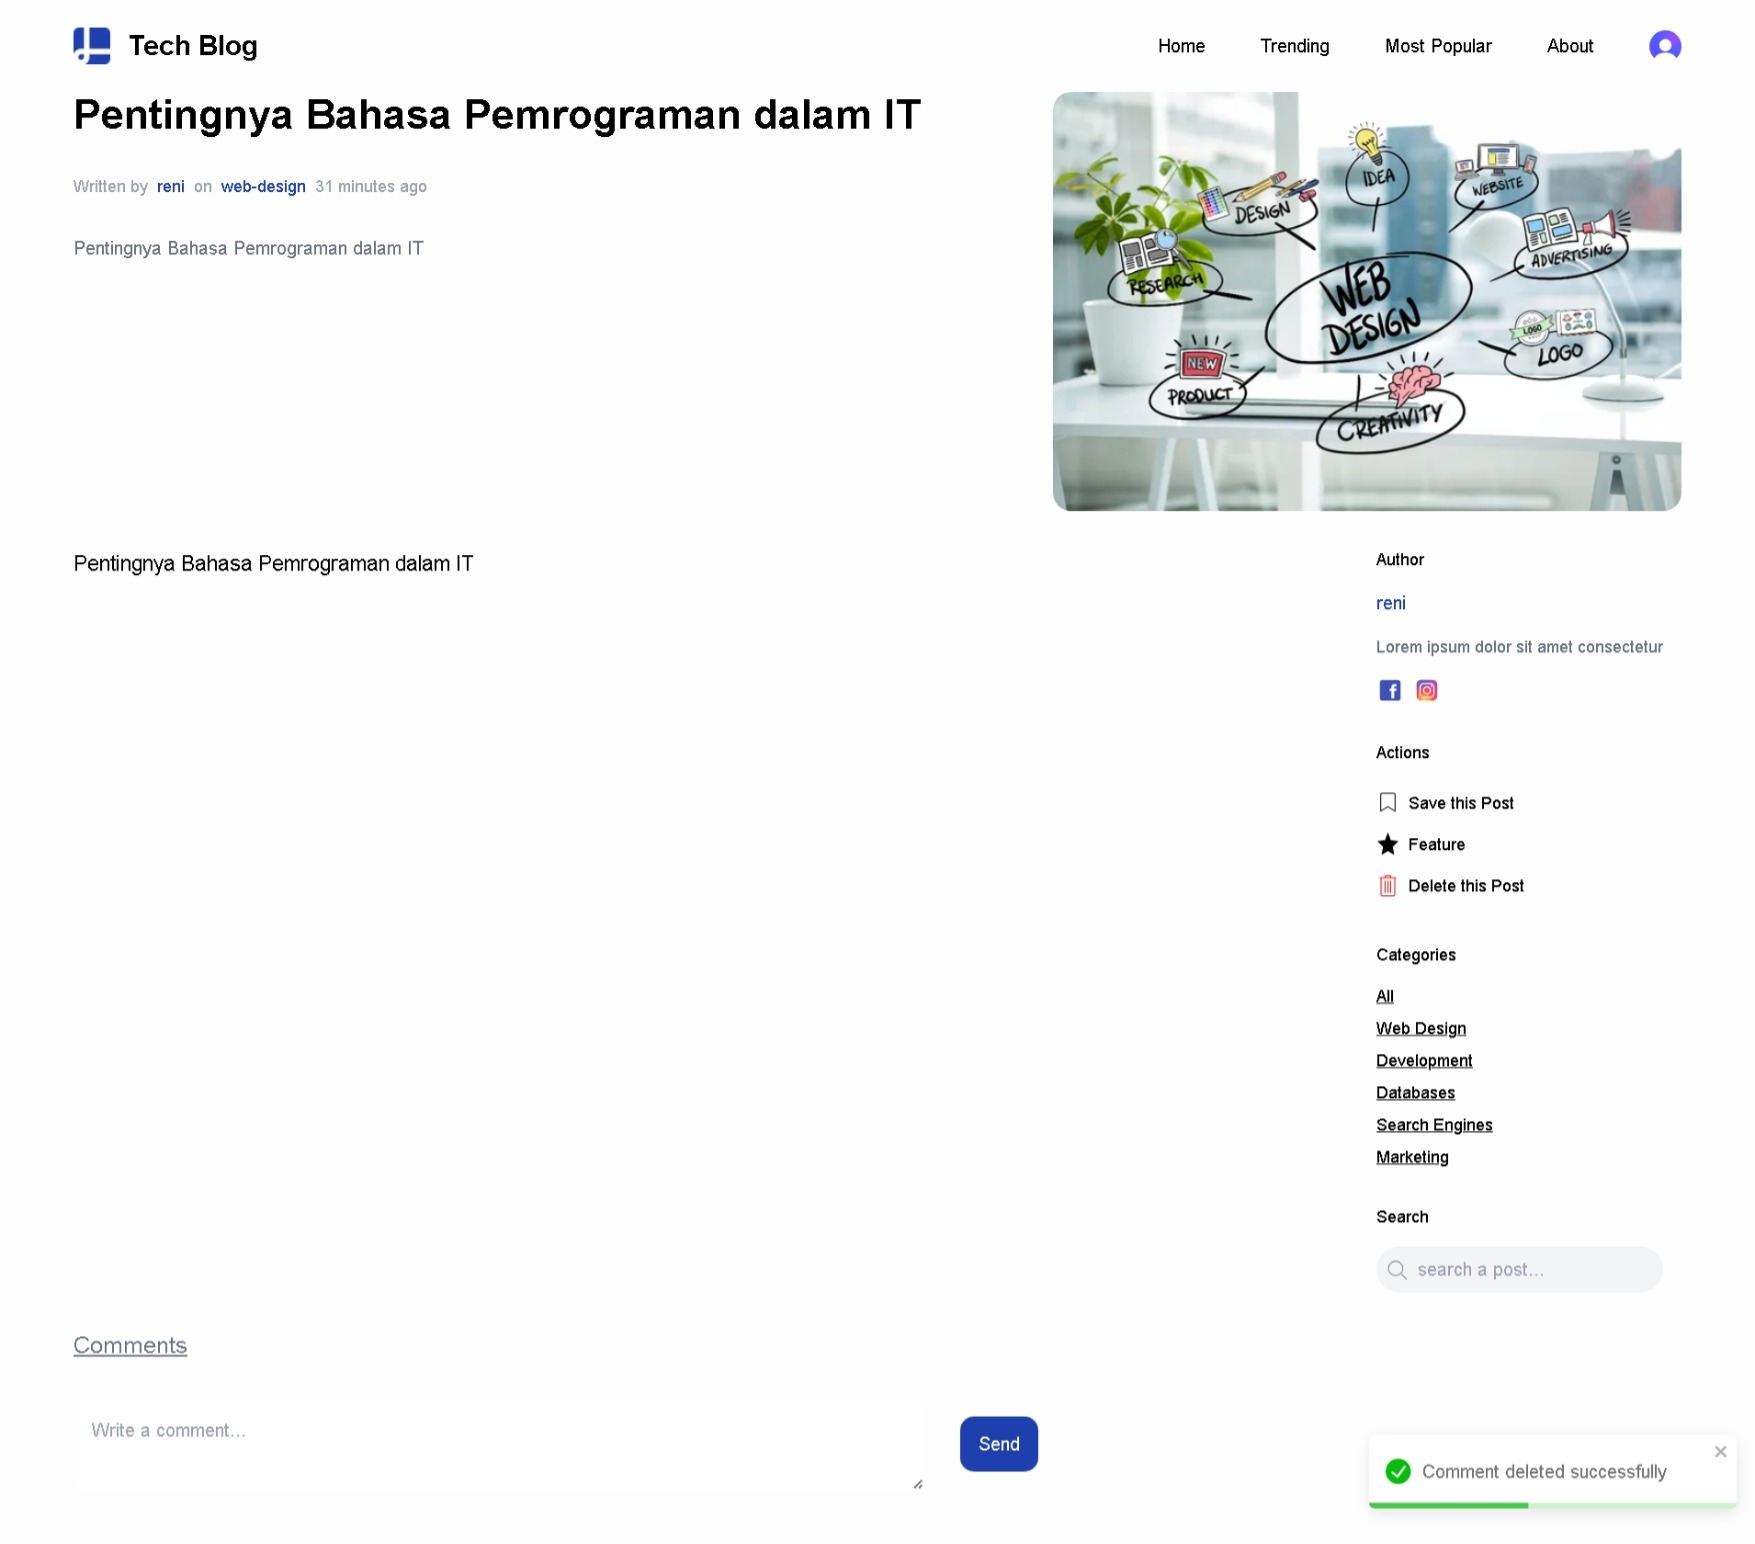 Tech Blog
Home
Trending
Most Popular
About
Pentingnya Bahasa Pemrograman dalam IT
Written by reni on web-design 31 minutes ago
Pentingnya Bahasa Pemrograman dalam IT
IDEA
WEBSITE
DESIGN
ADVERTISING
RESEARCH
WEB
DESIGN
LOGO
LOGO
NEW
PRODUCT
CREATIVITY
Pentingnya Bahasa Pemrograman dalam IT
Author
reni
Lorem ipsum dolor sit amet consectetur
Actions
Save this Post
Feature
Delete this Post
Categories
All
Web Design
Development
Databases
Search Engines
Marketing
Search
search a post...
Comments
Write a comment...
Send
Comment deleted successfully